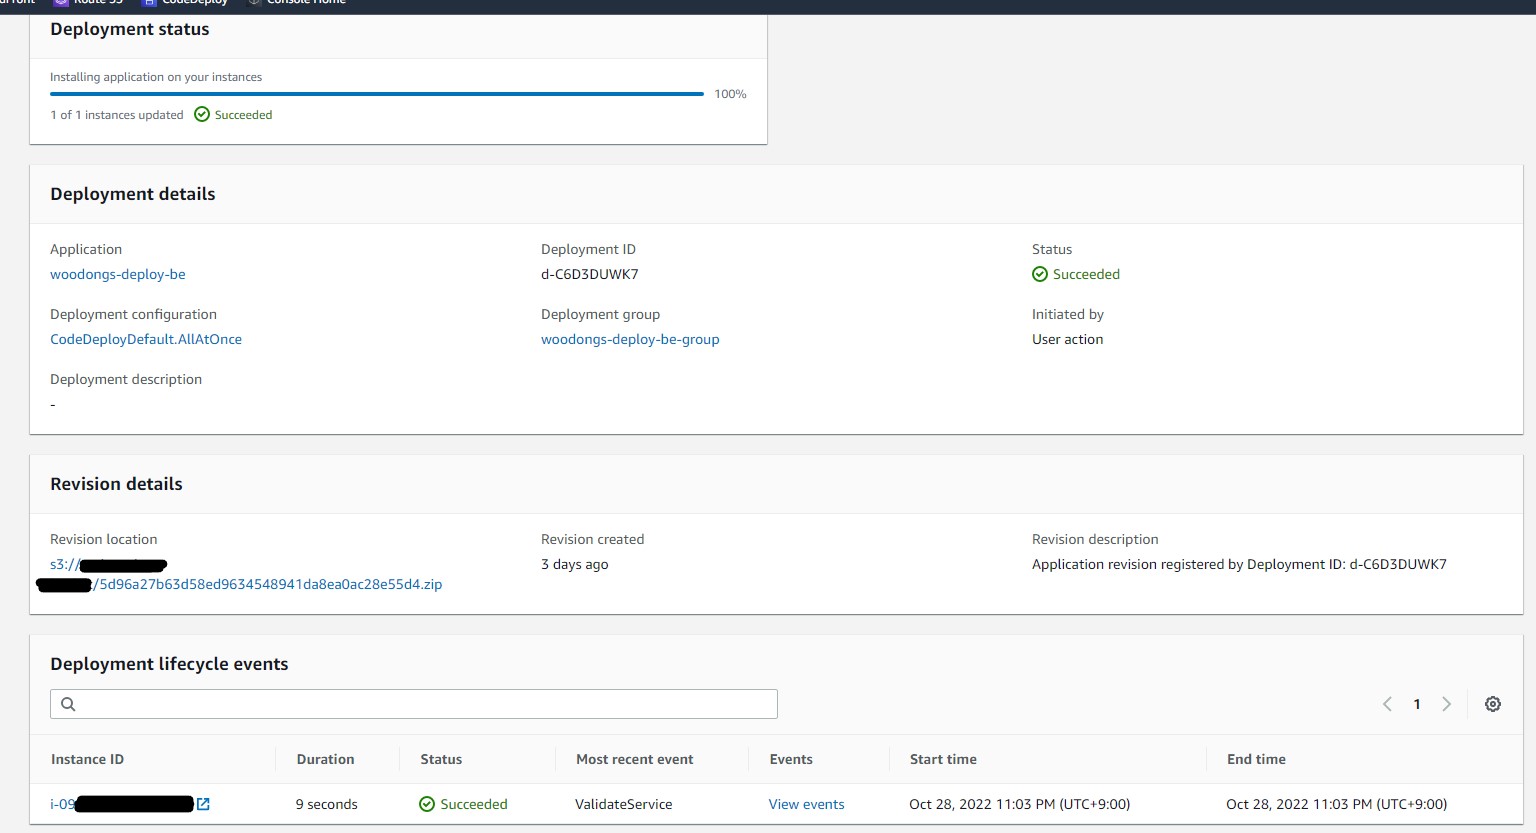 Route 53 CodeDeploy Console Home
Deployment status
Installing application on your instances
100%
1 of 1 instances updated Succeeded
Deployment details
Application Deployment ID Status
woodongs-deploy-be d-C6D3DUWK7 Succeeded
Deployment configuration Deployment group Initiated by
CodeDeployDefault.AllAtOnce woodongs-deploy-be-group User action
Deployment description
-
Revision details
Revision location Revision created Revision description
s3:// 3 days ago Application revision registered by Deployment ID: d-C6D3DUWK7
/5d96a27b63d58ed9634548941da8ea0ac28e55d4.zip
Deployment lifecycle events
1
Instance ID Duration Status Most recent event Events Start time End time
i-09 9 seconds Succeeded ValidateService View events Oct 28, 2022 11:03 PM (UTC+9:00) Oct 28, 2022 11:03 PM (UTC+9:00)